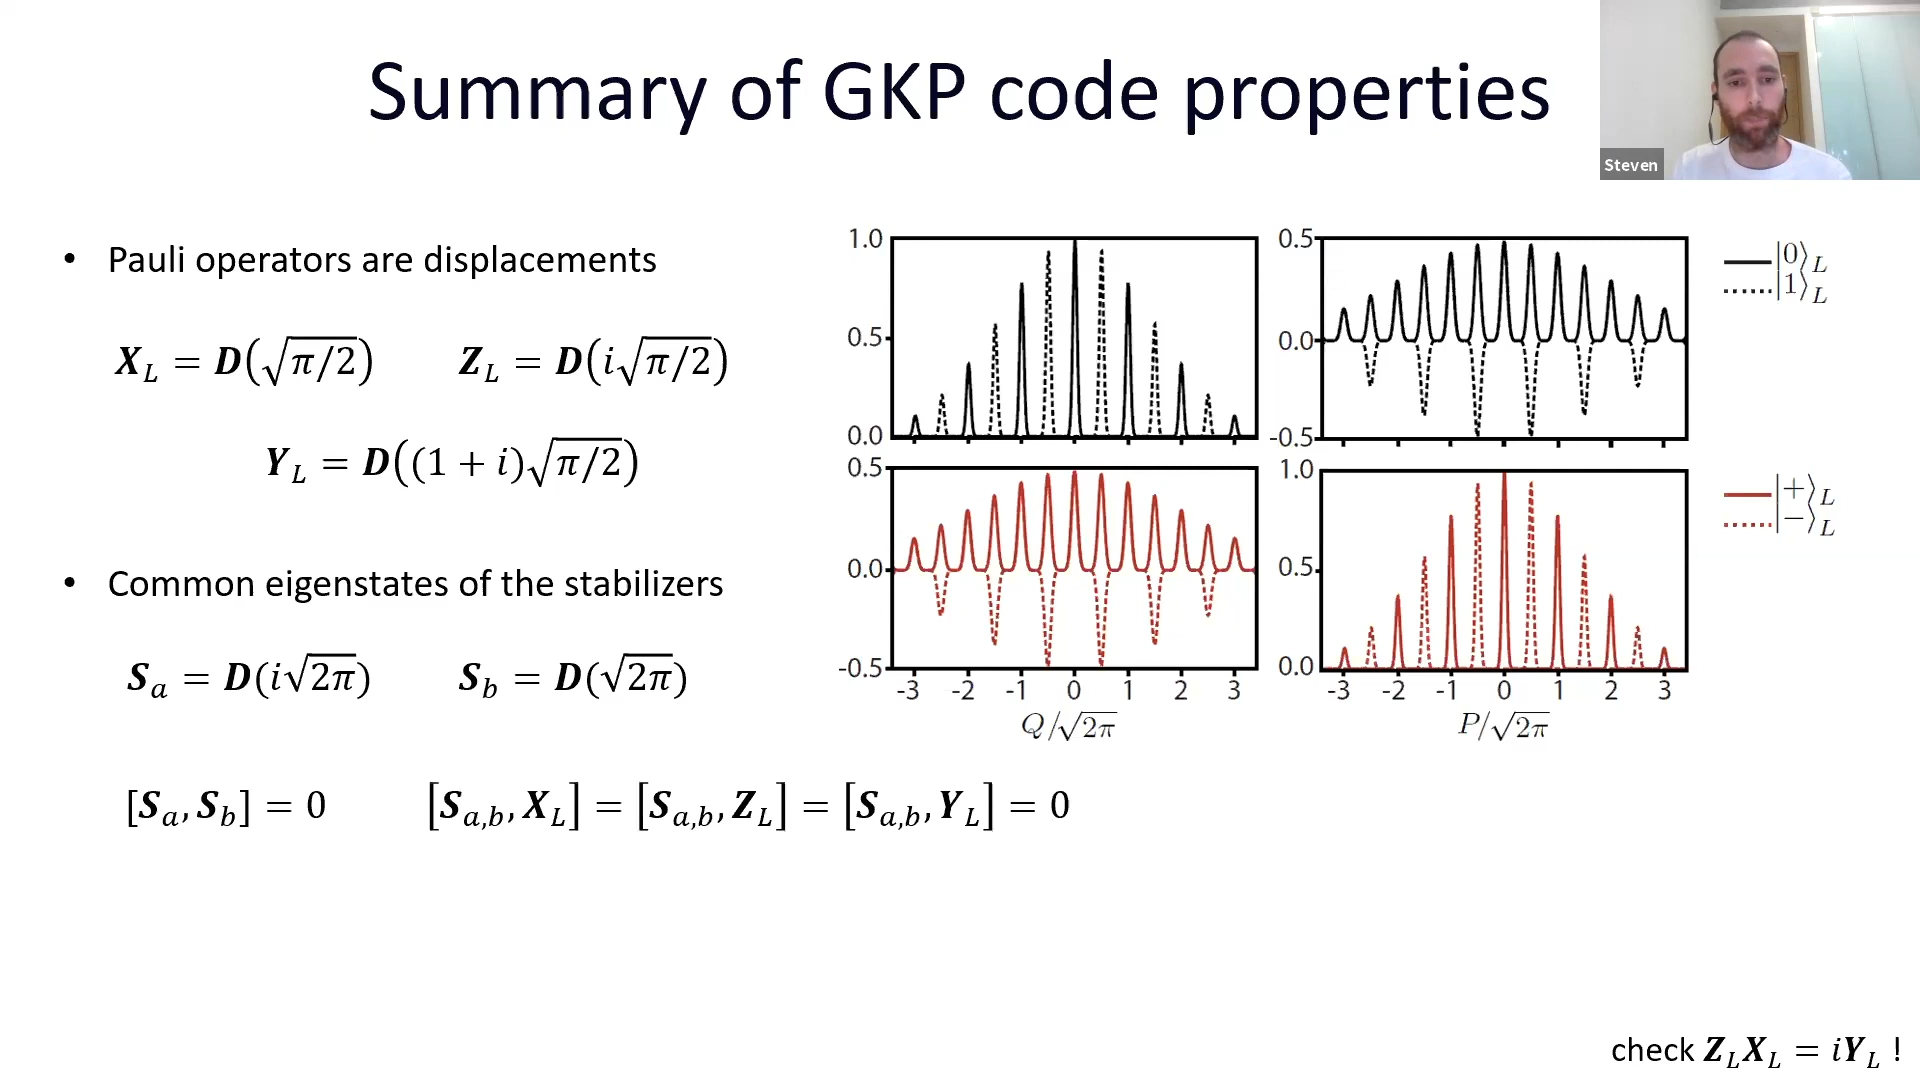 Summary of GKP code properties
Steven
• Pauli operators are displacements
X_L = D(√(π/2)) Z_L = D(i√(π/2))
Y_L = D((1 + i)√(π/2))
• Common eigenstates of the stabilizers
S_a = D(i√(2π)) S_b = D(√(2π))
[S_a, S_b] = 0 [S_{a,b}, X_L] = [S_{a,b}, Z_L] = [S_{a,b}, Y_L] = 0
1.0
0.5
0.0
0.5
0.0
-0.5
|0⟩_L
|1⟩_L
0.5
0.0
-0.5
-3 -2 -1 0 1 2 3
Q/√2π
1.0
0.5
0.0
-3 -2 -1 0 1 2 3
P/√2π
|+⟩_L
|−⟩_L
check Z_L X_L = iY_L !